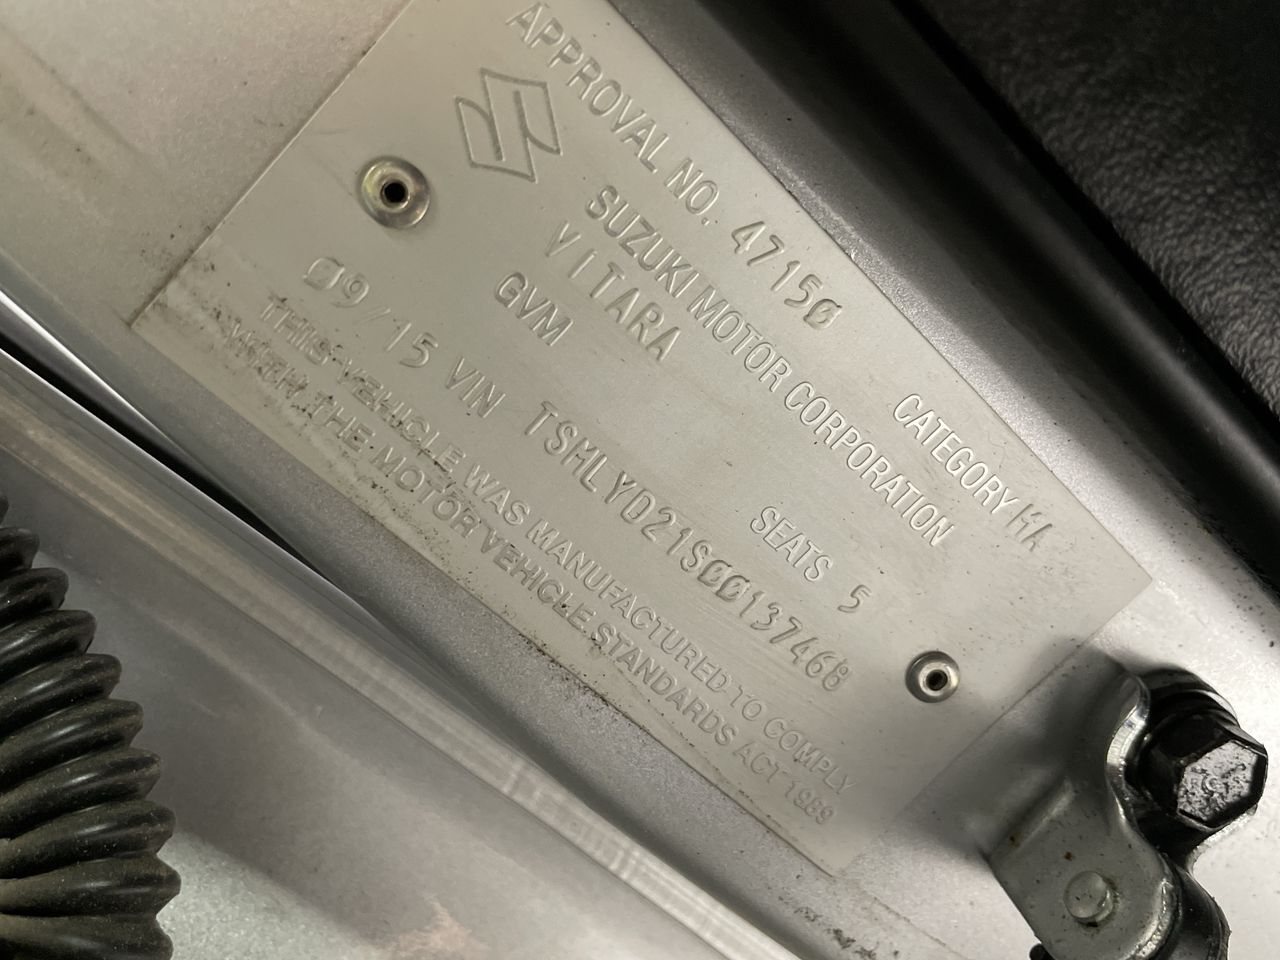 APPROVAL NO. 47150 CATEGORY MA
SUZUKI MOTOR CORPORATION
VITARA
GVM SEATS 5
09/15 VIN TSMLYD21S00137468
THIS VEHICLE WAS MANUFACTURED TO COMPLY
WITH THE MOTOR VEHICLE STANDARDS ACT 1989